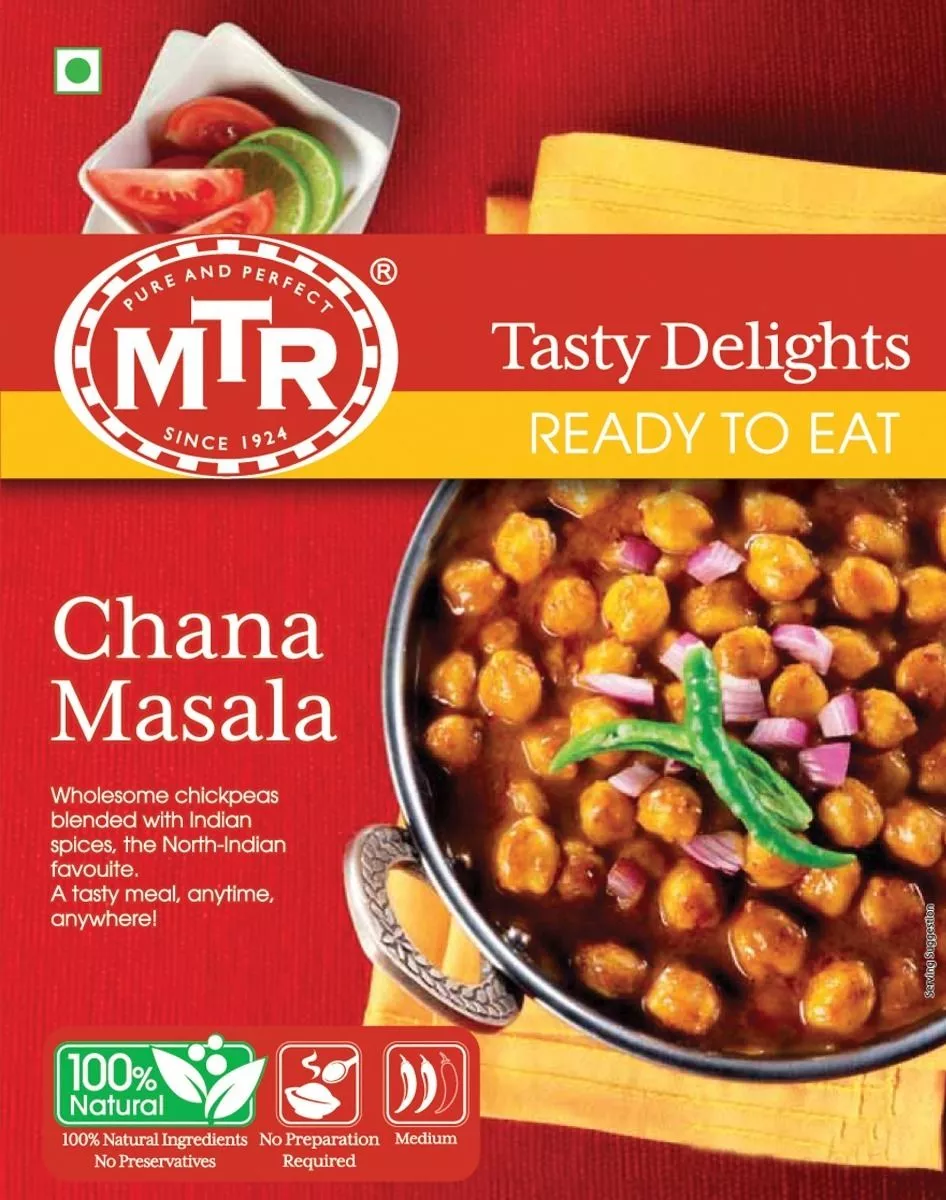 PURE AND PERFECT
MTR
SINCE 1924
®
Tasty Delights
READY TO EAT
Chana
Masala
Wholesome chickpeas
blended with Indian
spices, the North-Indian
favouite.
A tasty meal, anytime,
anywhere!
Serving Suggestion
100%
Natural
100% Natural Ingredients
No Preservatives
No Preparation
Required
Medium